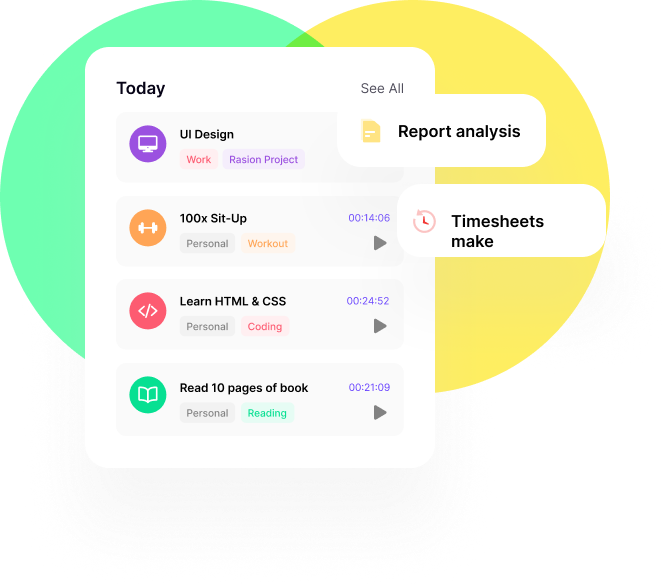 Today
See All
UI Design
Work
Rasion Project
Report analysis
100x Sit-Up
00:14:06
Personal
Workout
Timesheets
make
Learn HTML & CSS
00:24:52
Personal
Coding
Read 10 pages of book
00:21:09
Personal
Reading